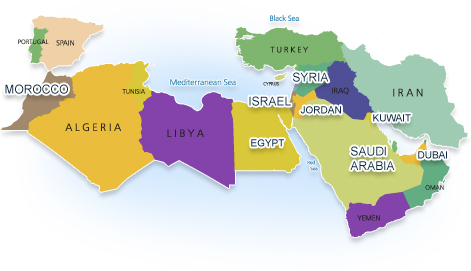 Black Sea
PORTUGAL
SPAIN
TURKEY
Mediterranean Sea
CYPRUS
SYRIA
MOROCCO
TUNISIA
IRAQ
IRAN
ISRAEL
JORDAN
KUWAIT
ALGERIA
LIBYA
EGYPT
SAUDI
ARABIA
DUBAI
Red
Sea
OMAN
YEMEN